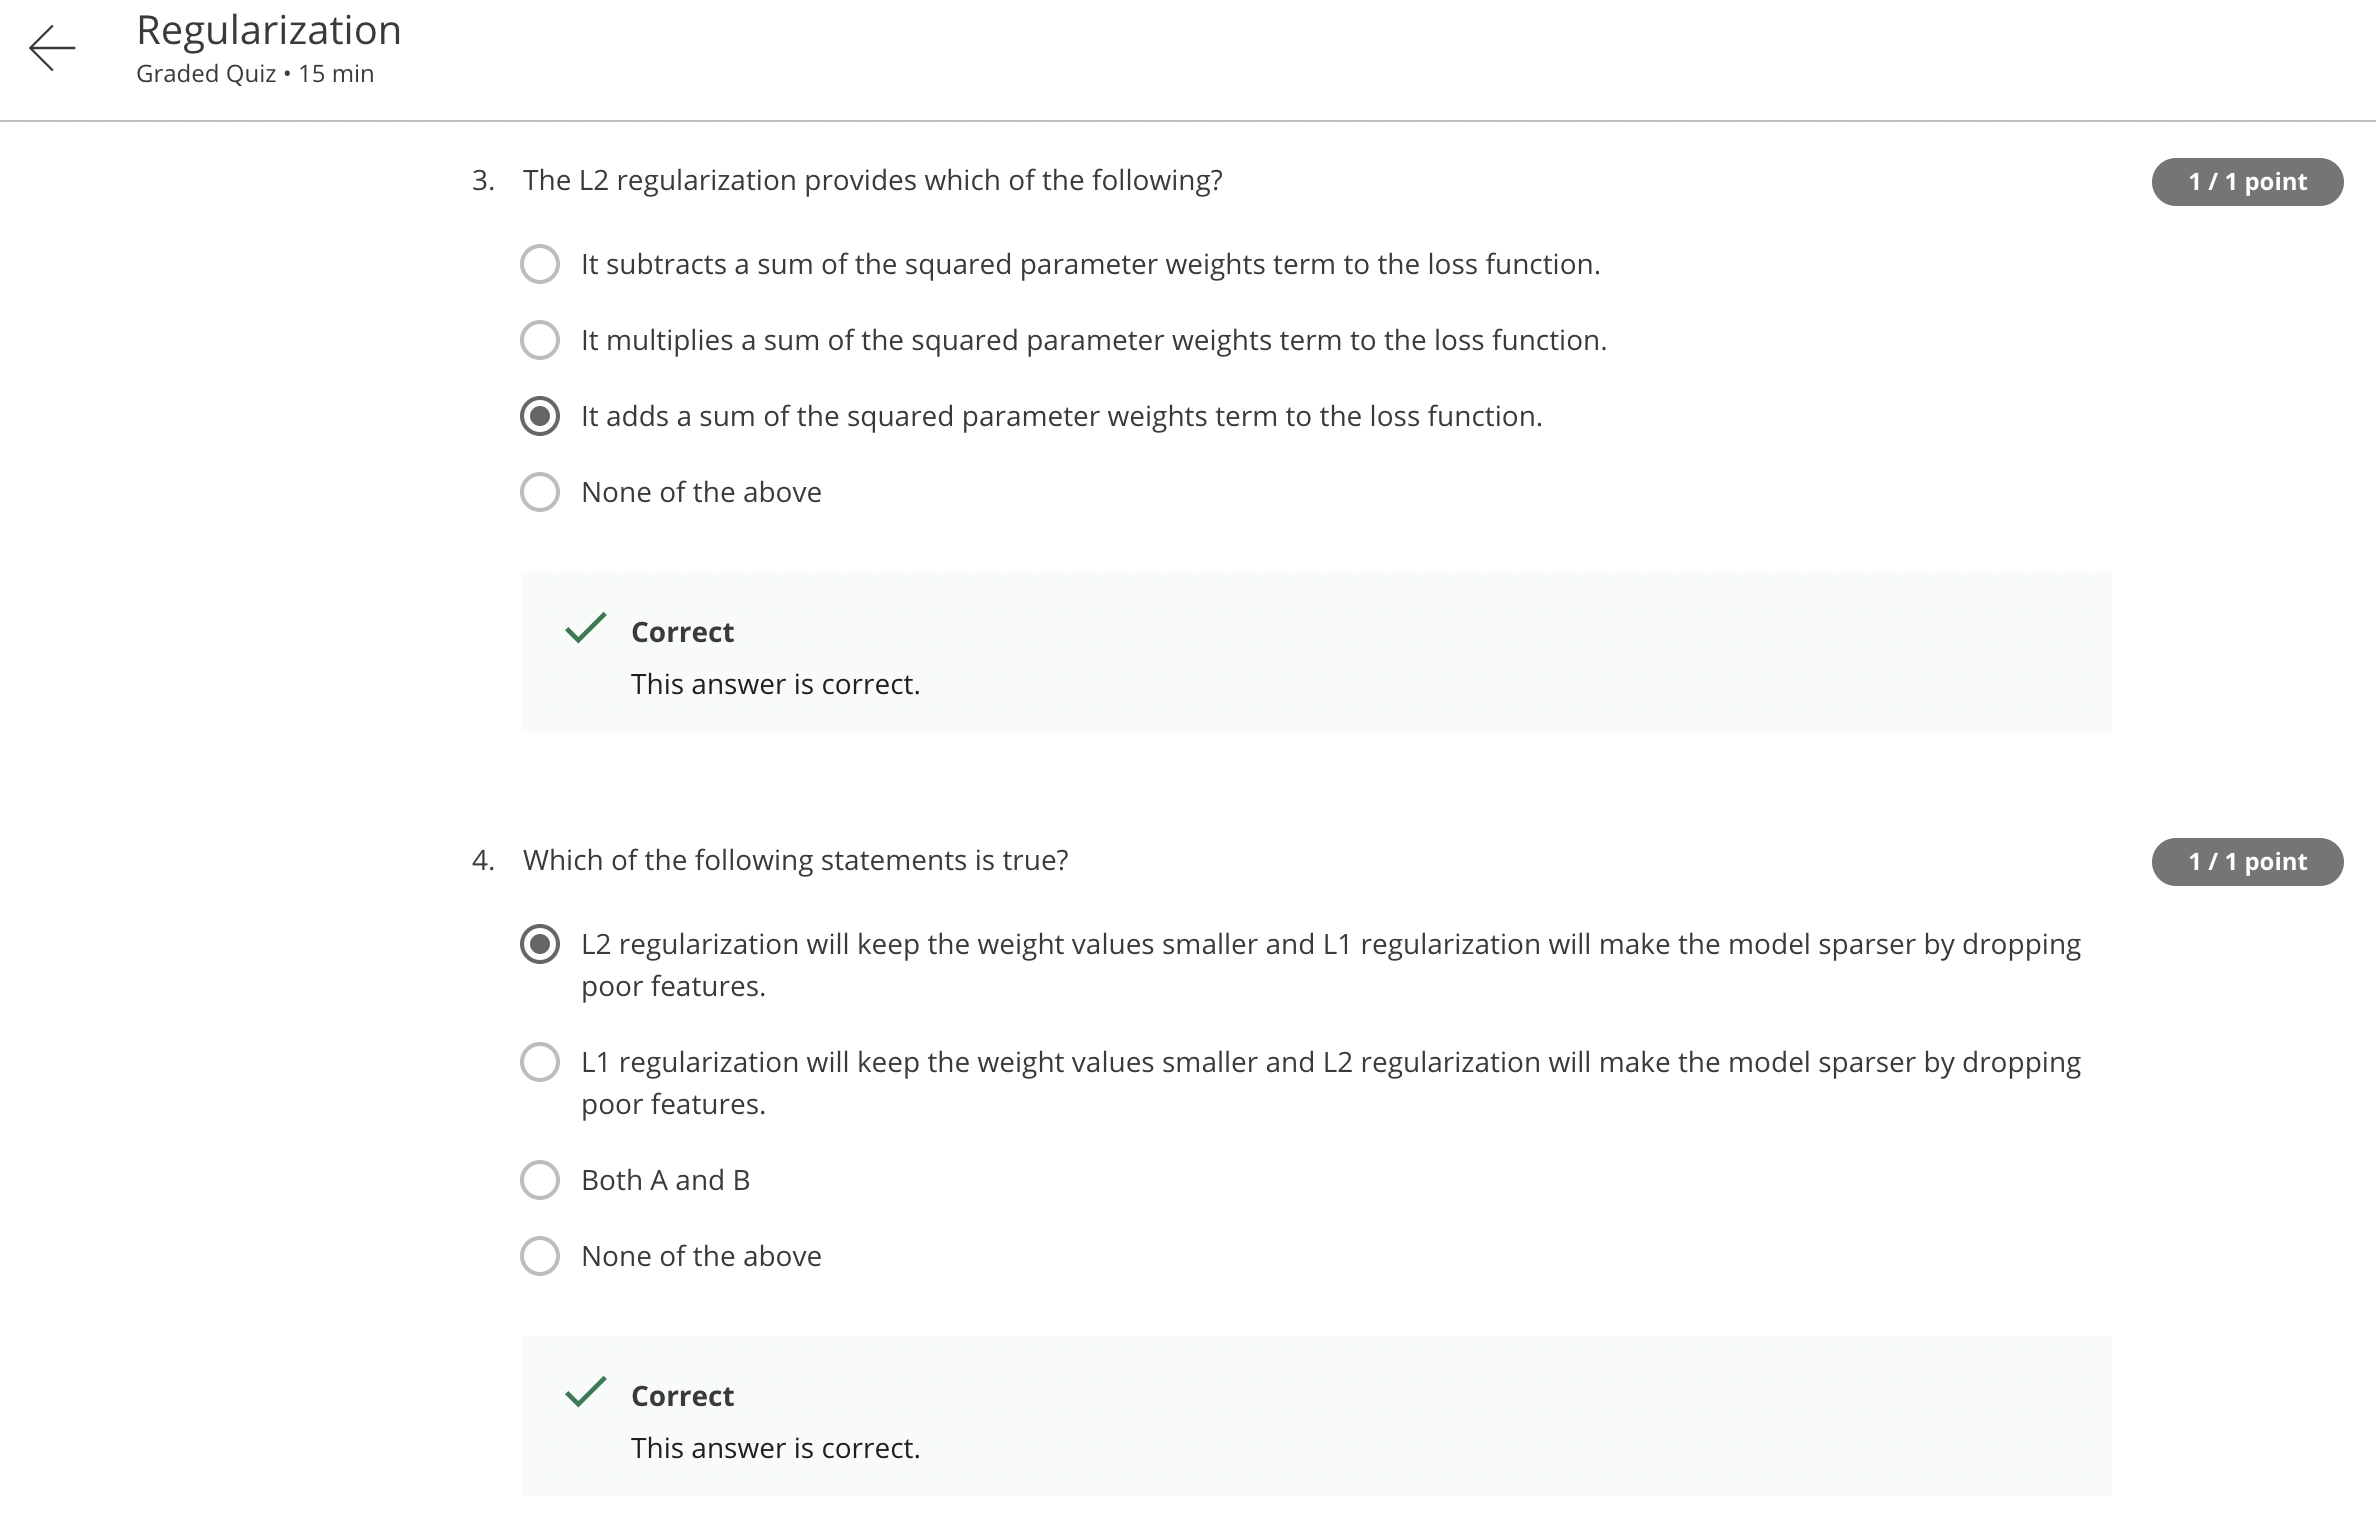 Regularization
Graded Quiz • 15 min
3. The L2 regularization provides which of the following?
1 / 1 point
It subtracts a sum of the squared parameter weights term to the loss function.
It multiplies a sum of the squared parameter weights term to the loss function.
It adds a sum of the squared parameter weights term to the loss function.
None of the above
Correct
This answer is correct.
4. Which of the following statements is true?
1 / 1 point
L2 regularization will keep the weight values smaller and L1 regularization will make the model sparser by dropping
poor features.
L1 regularization will keep the weight values smaller and L2 regularization will make the model sparser by dropping
poor features.
Both A and B
None of the above
Correct
This answer is correct.